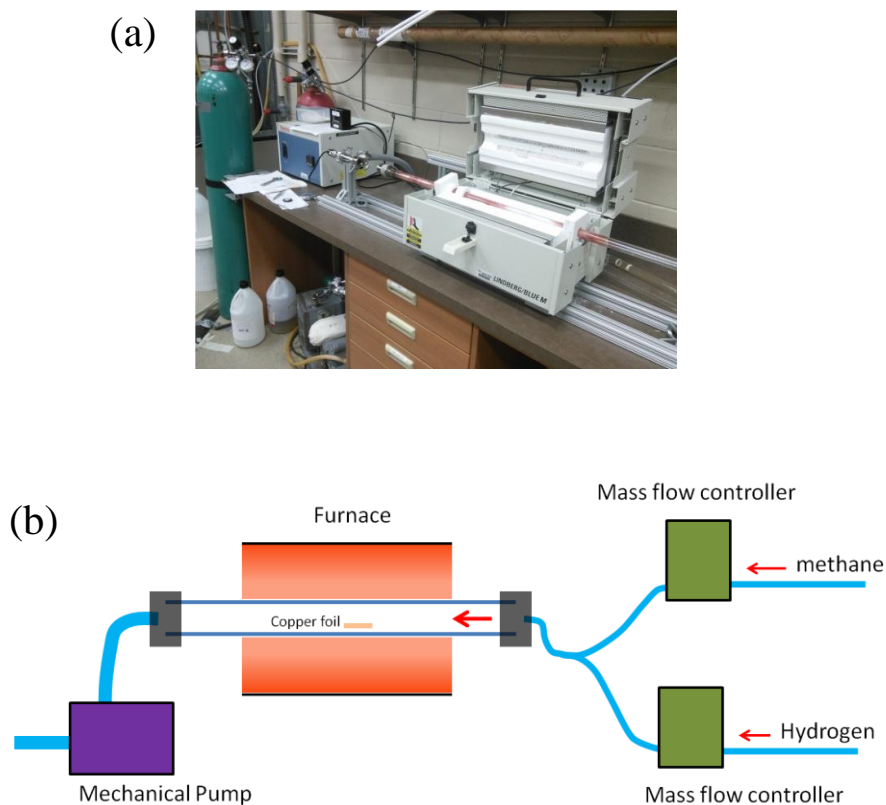 (a)
LINDBERG/BLUE M
(b)
Furnace
Mass flow controller
methane
Copper foil
Hydrogen
Mechanical Pump
Mass flow controller